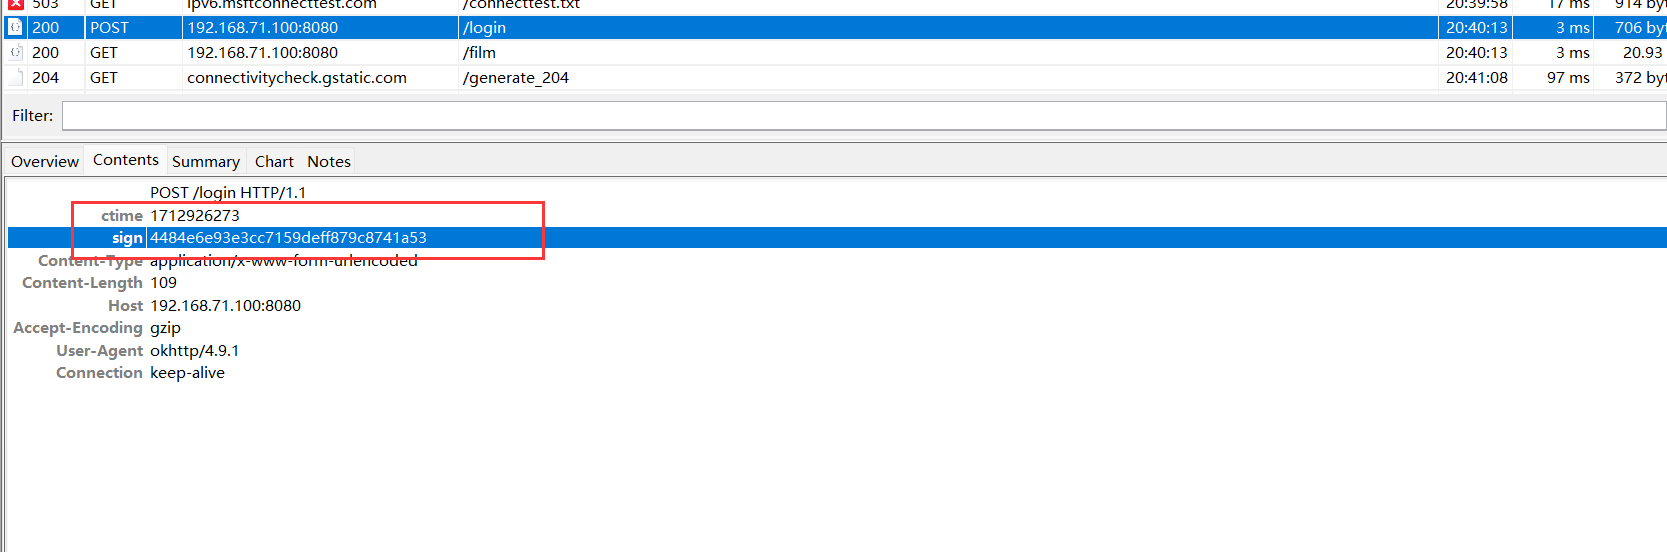 503 GET ipv6.msftconnecttest.com /connecttest.txt 20:39:58 17 ms 914 byt
200 POST 192.168.71.100:8080 /login 20:40:13 3 ms 706 byt
200 GET 192.168.71.100:8080 /film 20:40:13 3 ms 20.93
204 GET connectivitycheck.gstatic.com /generate_204 20:41:08 97 ms 372 byt
Filter:
Overview Contents Summary Chart Notes
POST /login HTTP/1.1
ctime 1712926273
sign 4484e6e93e3cc7159deff879c8741a53
Content-Type application/x-www-form-urlencoded
Content-Length 109
Host 192.168.71.100:8080
Accept-Encoding gzip
User-Agent okhttp/4.9.1
Connection keep-alive